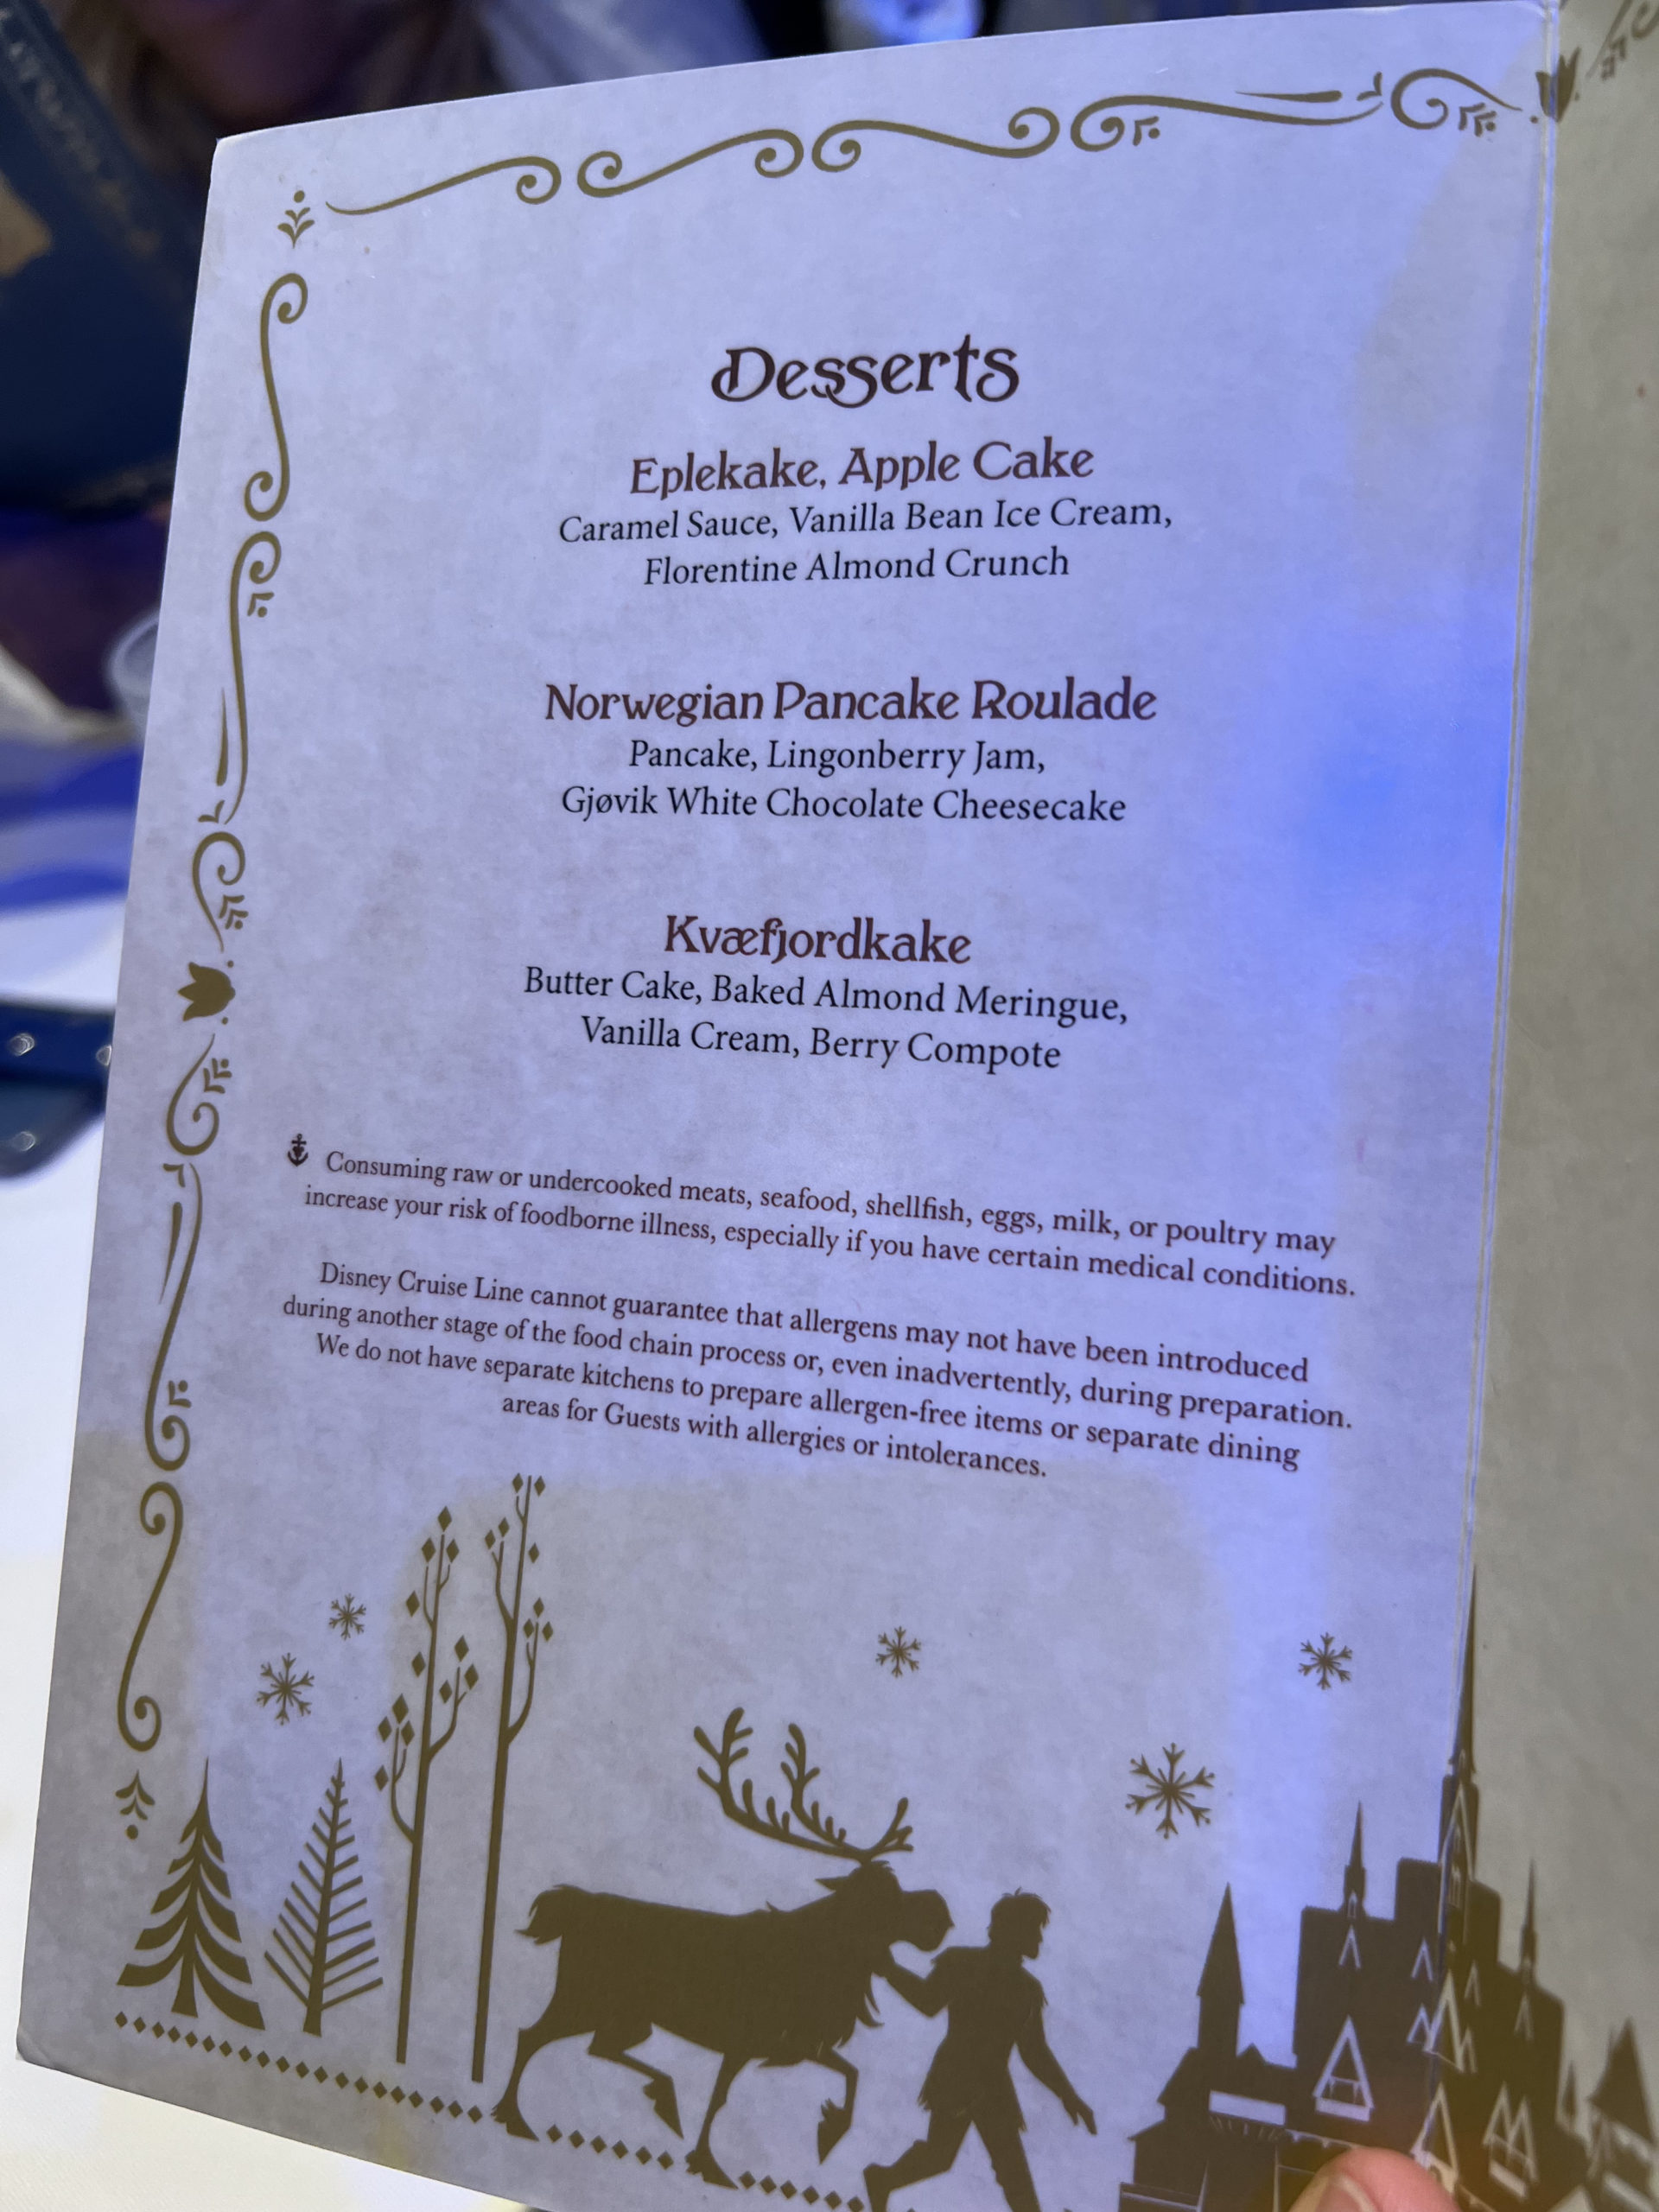 Desserts
Eplekake, Apple Cake
Caramel Sauce, Vanilla Bean Ice Cream,
Florentine Almond Crunch
Norwegian Pancake Roulade
Pancake, Lingonberry Jam,
Gjøvik White Chocolate Cheesecake
Kvæfjordkake
Butter Cake, Baked Almond Meringue,
Vanilla Cream, Berry Compote
Consuming raw or undercooked meats, seafood, shellfish, eggs, milk, or poultry may
increase your risk of foodborne illness, especially if you have certain medical conditions.
Disney Cruise Line cannot guarantee that allergens may not have been introduced
during another stage of the food chain process or, even inadvertently, during preparation.
We do not have separate kitchens to prepare allergen-free items or separate dining
areas for Guests with allergies or intolerances.